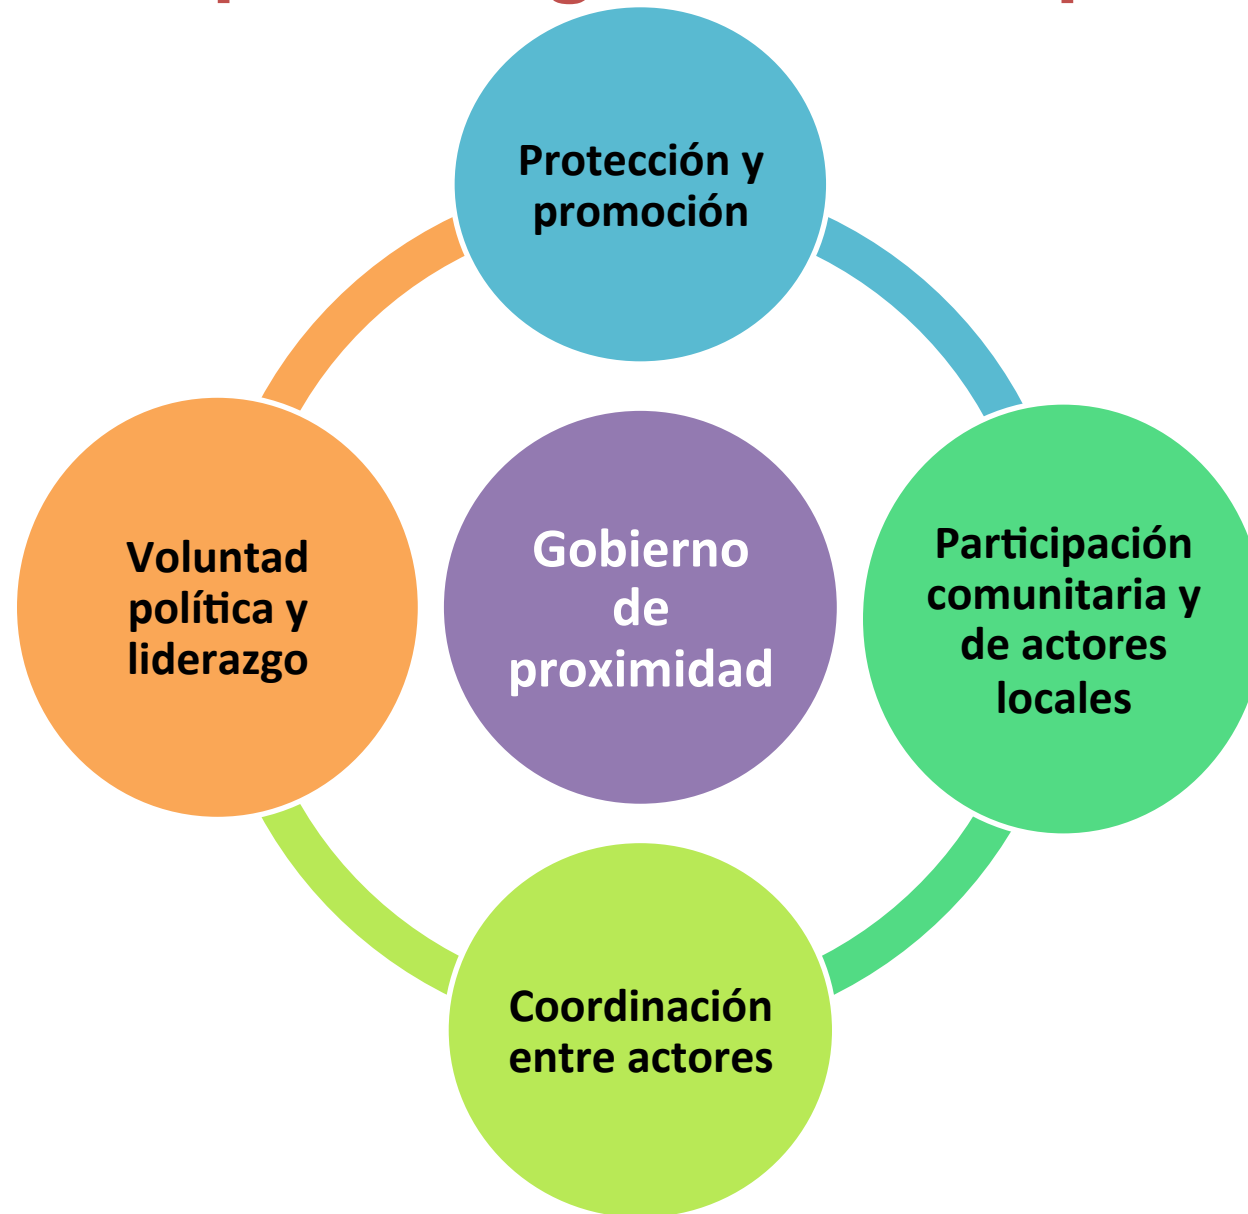 Protección y
promoción
Voluntad
política y
liderazgo
Gobierno
de
proximidad
Participación
comunitaria y
de actores
locales
Coordinación
entre actores